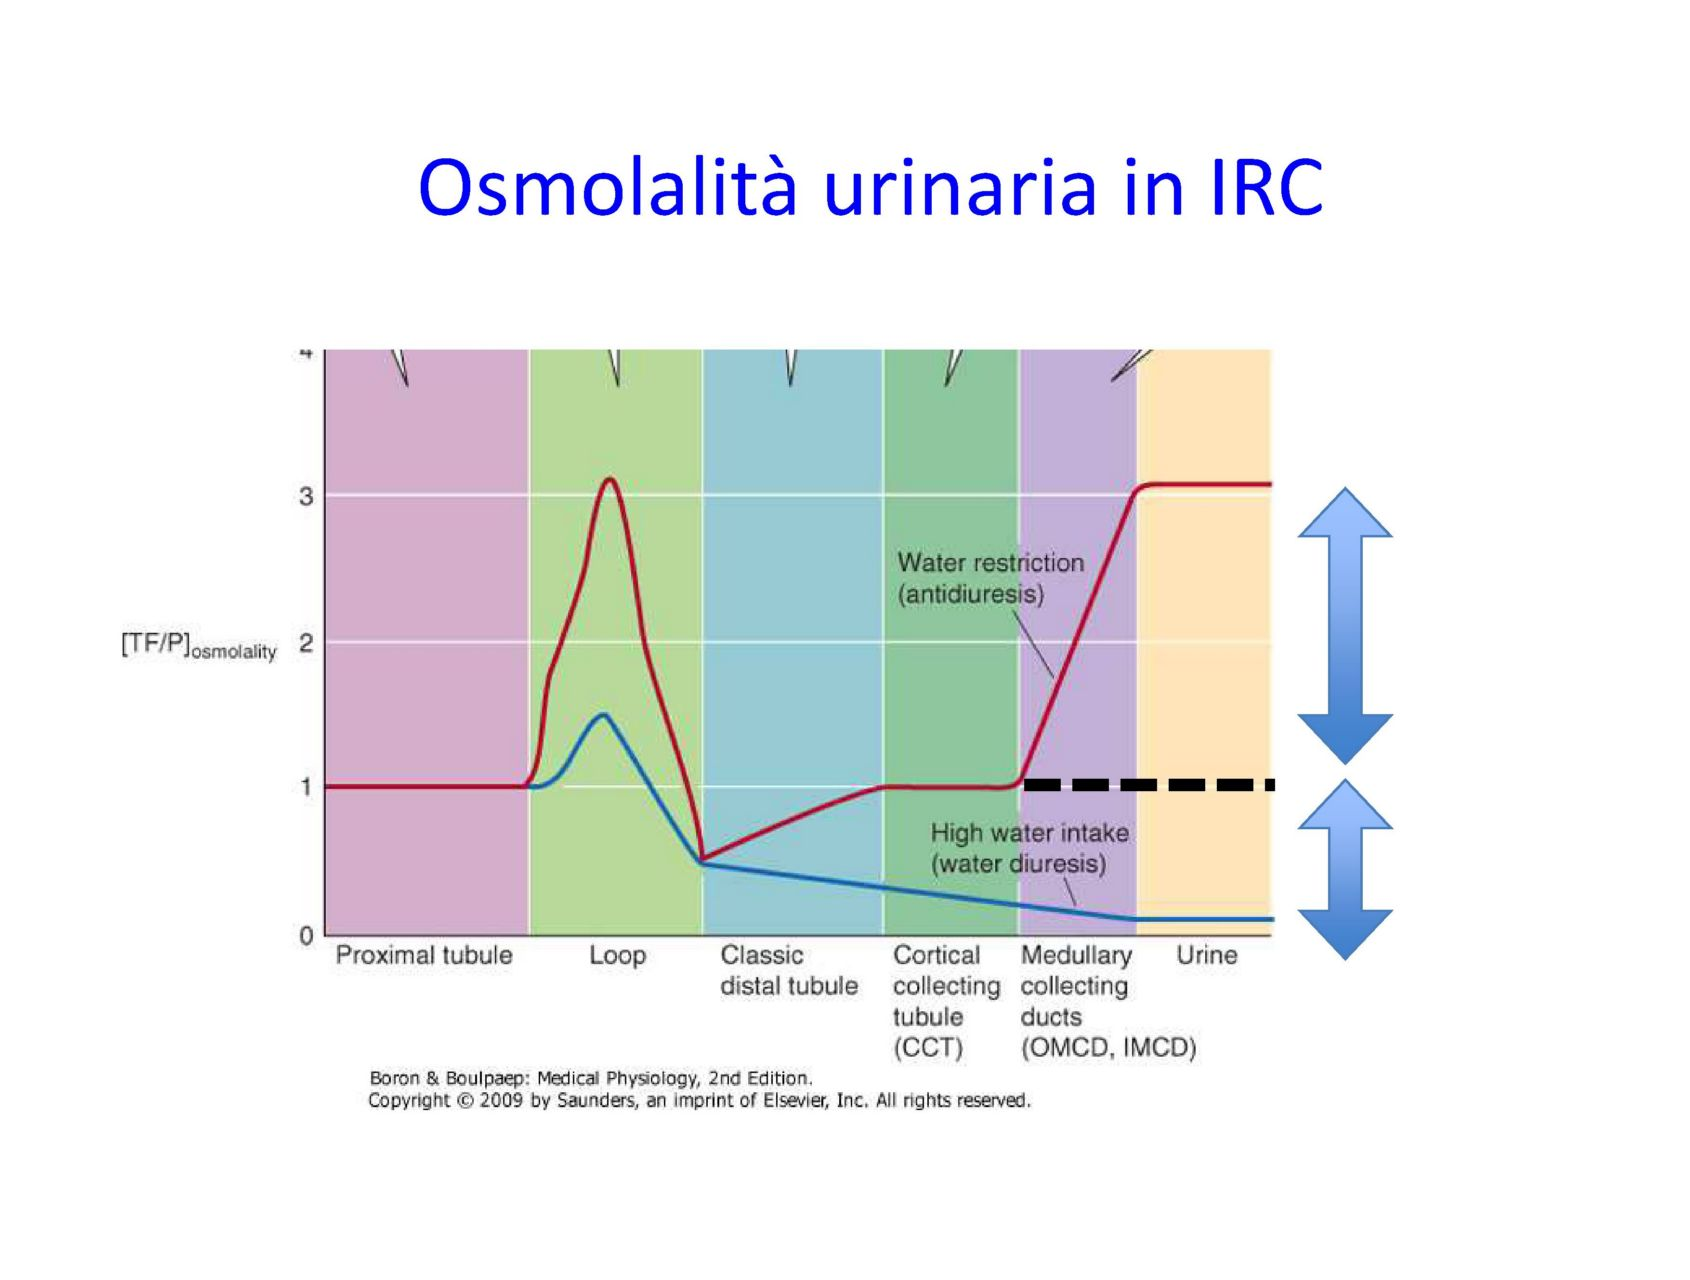 Osmolalità urinaria in IRC
4
3
[TF/P]osmolality 2
1
0
Water restriction
(antidiuresis)
High water intake
(water diuresis)
Proximal tubule
Loop
Classic
distal tubule
Cortical
collecting
tubule
(CCT)
Medullary
collecting
ducts
(OMCD, IMCD)
Urine
Boron & Boulpaep: Medical Physiology, 2nd Edition.
Copyright © 2009 by Saunders, an imprint of Elsevier, Inc. All rights reserved.